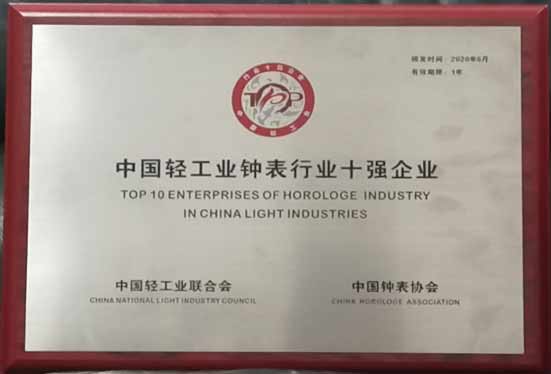 颁发时间：2020年6月
有效期限：1年
TOP
中国轻工业钟表行业十强企业
TOP 10 ENTERPRISES OF HOROLOGE INDUSTRY
IN CHINA LIGHT INDUSTRIES
中国轻工业联合会
CHINA NATIONAL LIGHT INDUSTRY COUNCIL
中国钟表协会
CHINA HOROLOGE ASSOCIATION